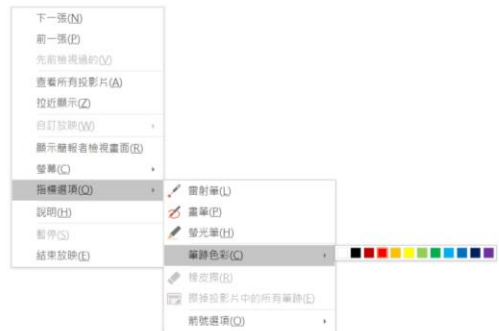 下一張(N)
前一張(P)
先前檢視過的(V)
查看所有投影片(A)
拉近顯示(Z)
自訂放映(W)
顯示簡報者檢視畫面(R)
螢幕(C)
指標選項(O)
說明(H)
暫停(S)
結束放映(E)
雷射筆(L)
畫筆(P)
螢光筆(H)
筆跡色彩(C)
橡皮擦(R)
擦掉投影片中的所有筆跡(E)
箭號選項(O)